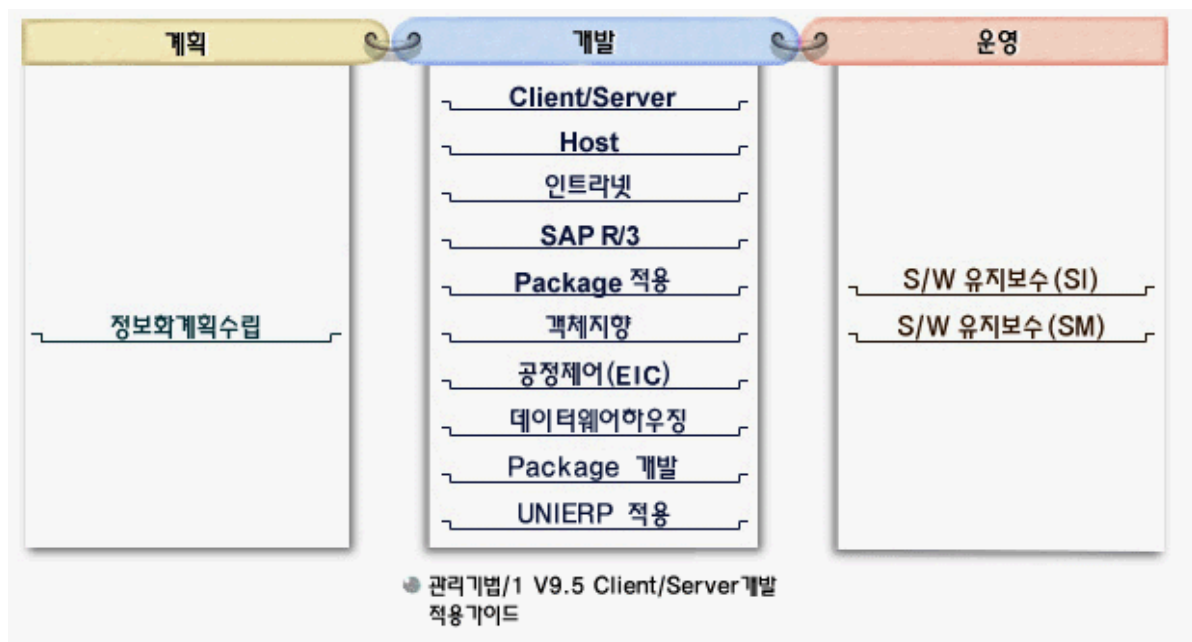 계획
개발
운영
Client/Server
Host
인트라넷
SAP R/3
Package 적용
객체지향
공정제어(EIC)
데이터웨어하우징
Package 개발
UNIERP 적용
정보화계획수립
S/W 유지보수(SI)
S/W 유지보수(SM)
관리기법/1 V9.5 Client/Server개발
적용가이드